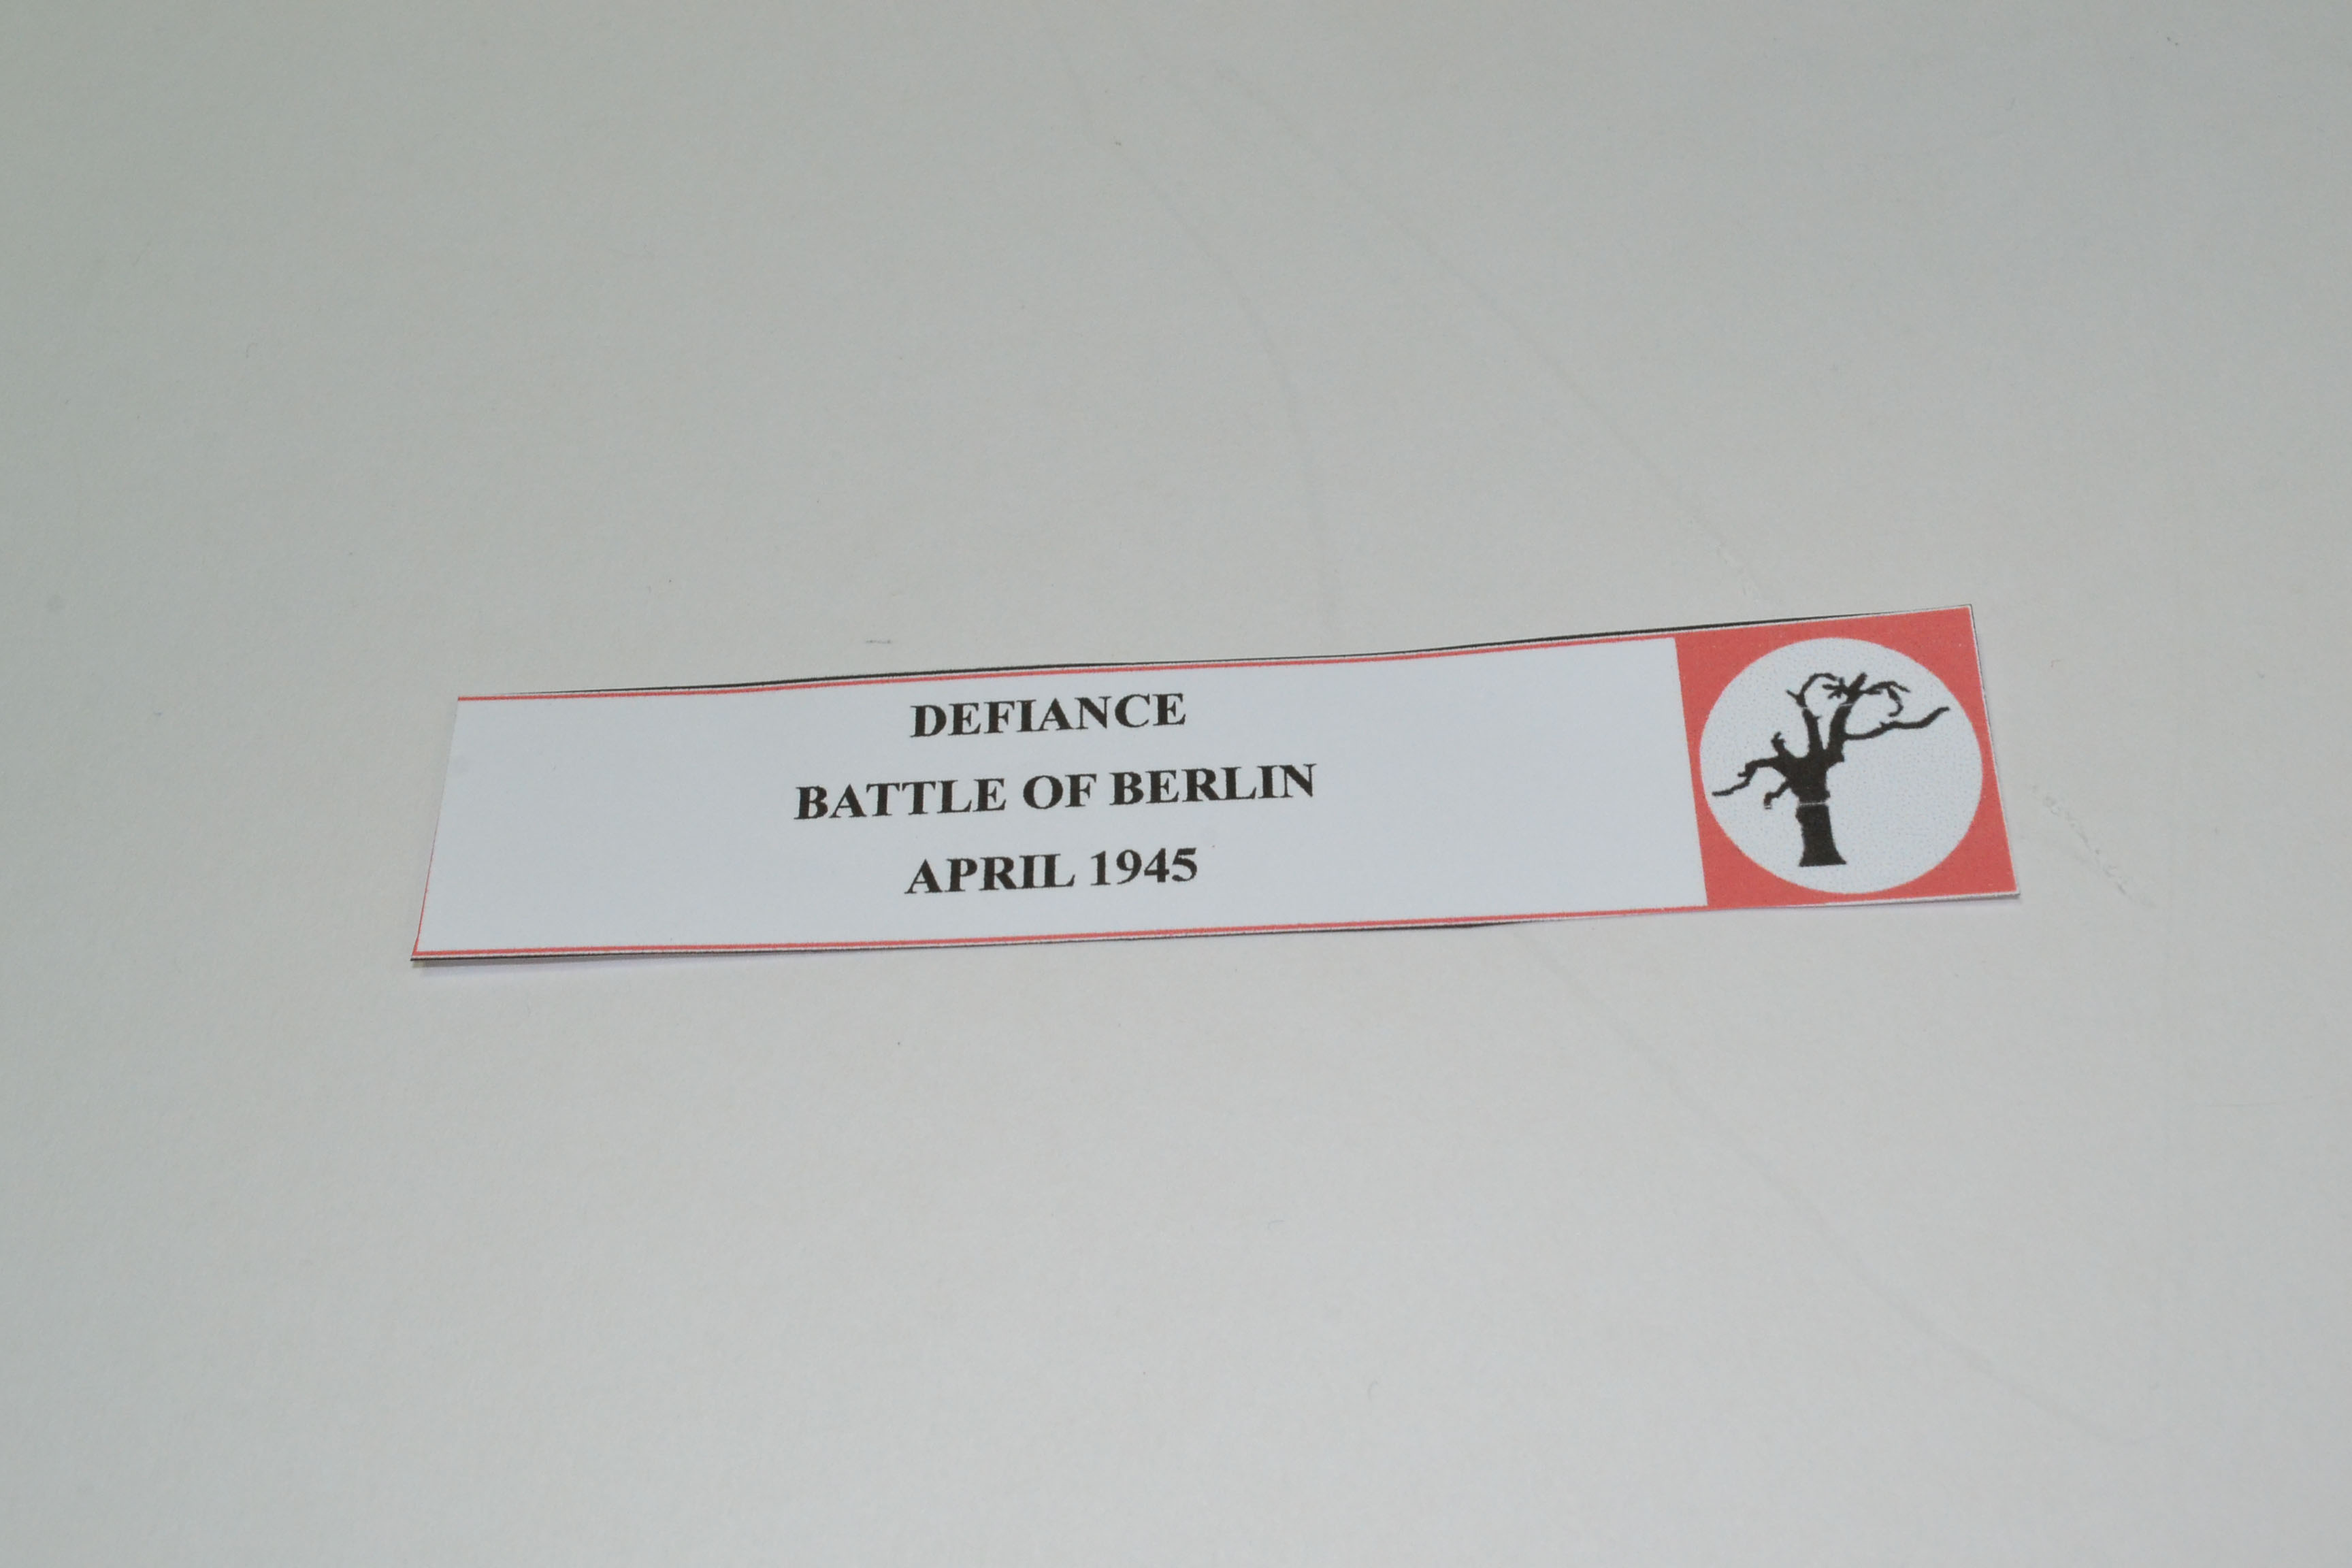 DEFIANCE
BATTLE OF BERLIN
APRIL 1945